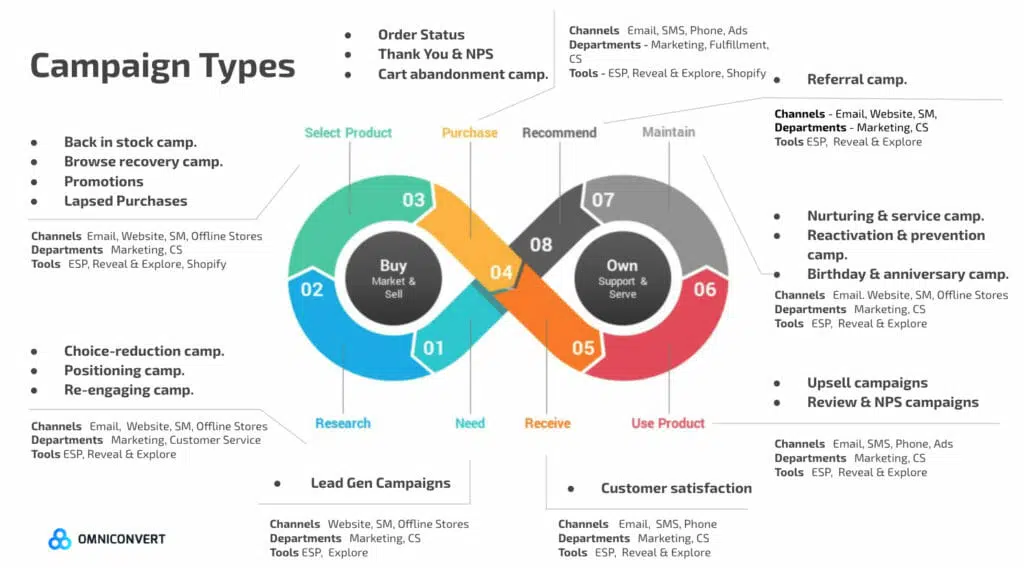 Campaign Types
• Order Status
• Thank You & NPS
• Cart abandonment camp.
Channels Email, SMS, Phone, Ads
Departments - Marketing, Fulfillment,
CS
Tools - ESP, Reveal & Explore, Shopify
• Referral camp.
Channels - Email, Website, SM,
Departments - Marketing, CS
Tools ESP, Reveal & Explore
Select Product
Purchase
Recommend
Maintain
• Back in stock camp.
• Browse recovery camp.
• Promotions
• Lapsed Purchases
Channels Email, Website, SM, Offline Stores
Departments Marketing, CS
Tools ESP, Reveal & Explore, Shopify
03
07
08
04
02
06
01
05
Buy
Market &
Sell
Own
Support &
Serve
• Nurturing & service camp.
• Reactivation & prevention
camp.
• Birthday & anniversary camp.
Channels Email. Website, SM, Offline Stores
Departments Marketing, CS
Tools ESP, Reveal & Explore
• Choice-reduction camp.
• Positioning camp.
• Re-engaging camp.
Channels Email, Website, SM, Offline Stores
Departments Marketing, Customer Service
Tools ESP, Reveal & Explore
Research
Need
Receive
Use Product
• Upsell campaigns
• Review & NPS campaigns
Channels Email, SMS, Phone, Ads
Departments Marketing, CS
Tools ESP, Reveal & Explore
• Lead Gen Campaigns
Channels Website, SM, Offline Stores
Departments Marketing, CS
Tools ESP, Explore
• Customer satisfaction
Channels Email, SMS, Phone
Departments Marketing, CS
Tools ESP, Reveal & Explore
OMNICONVERT